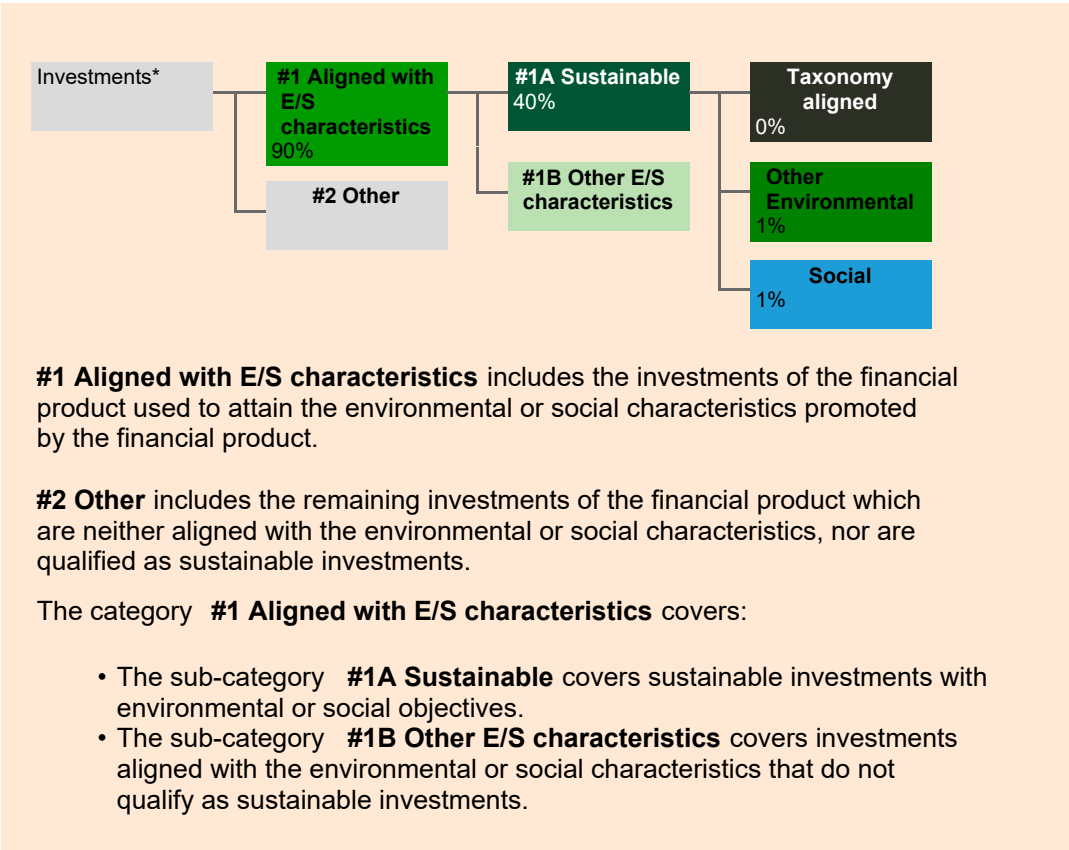 Investments*
#1 Aligned with
E/S
characteristics
90%
#2 Other
#1A Sustainable
40%
#1B Other E/S
characteristics
Taxonomy
aligned
0%
Other
Environmental
1%
Social
1%
#1 Aligned with E/S characteristics includes the investments of the financial
product used to attain the environmental or social characteristics promoted
by the financial product.
#2 Other includes the remaining investments of the financial product which
are neither aligned with the environmental or social characteristics, nor are
qualified as sustainable investments.
The category #1 Aligned with E/S characteristics covers:
• The sub-category #1A Sustainable covers sustainable investments with
environmental or social objectives.
• The sub-category #1B Other E/S characteristics covers investments
aligned with the environmental or social characteristics that do not
qualify as sustainable investments.